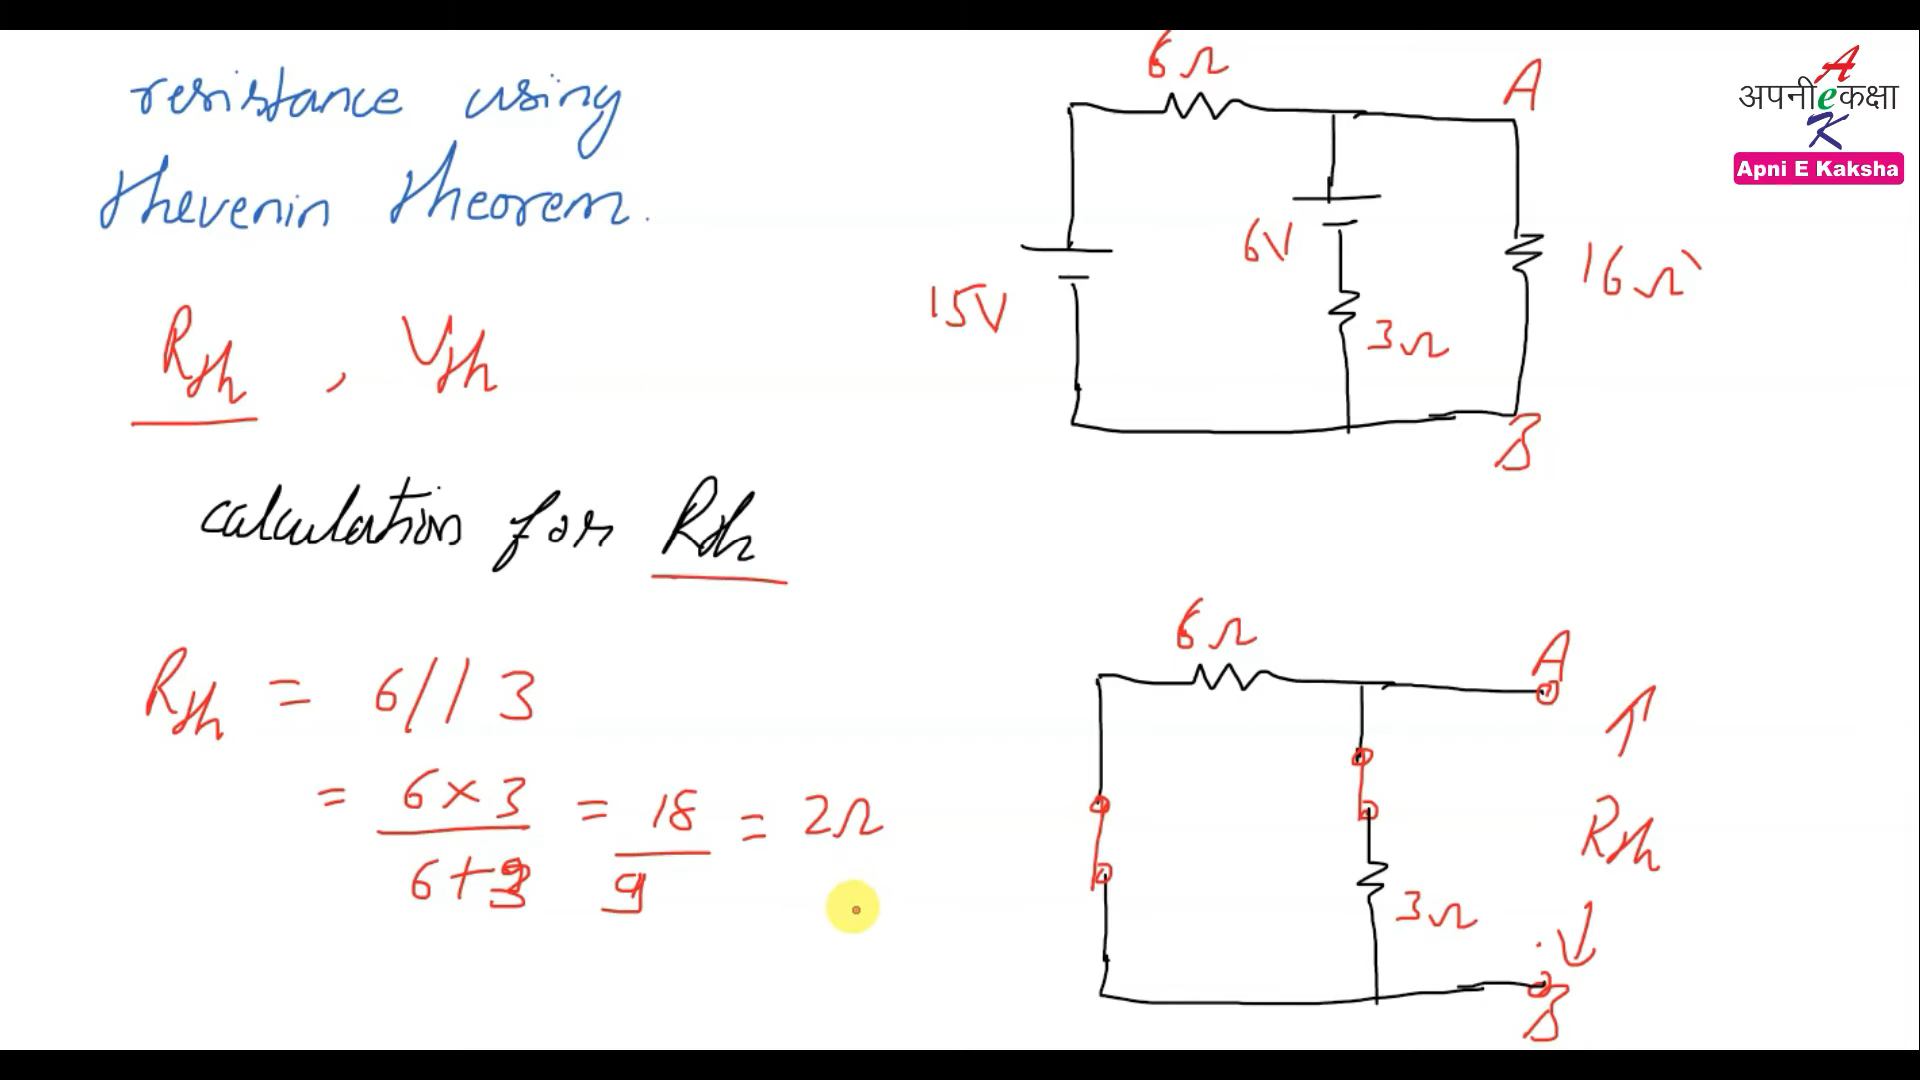 resistance using
thevenin theorem.
Rth , Vth
calculation for Rth
Rth = 6 // 3
= 6 × 3 / 6 + 3 = 18 / 9 = 2Ω
6Ω
A
15V
6V
3Ω
16Ω
B
6Ω
A
Rth
3Ω
B
A
अपनी e कक्षा
K
Apni E Kaksha